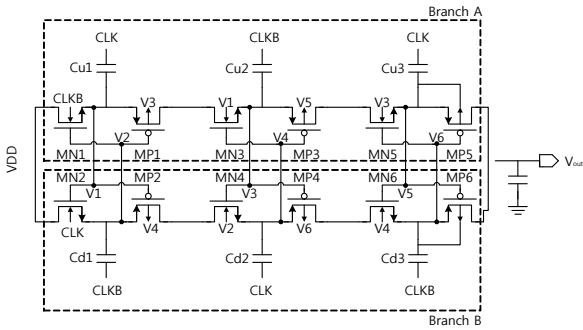 Branch A
CLK
CLKB
CLK
Cu1
Cu2
Cu3
CLKB
V3
V1
V5
V3
V2
V4
V6
MN1
MP1
MN3
MP3
MN5
MP5
VDD
Vout
MN2
MP2
MN4
MP4
MN6
MP6
V1
V3
V5
CLK
V4
V2
V6
V4
Cd1
Cd2
Cd3
CLKB
CLK
CLKB
Branch B